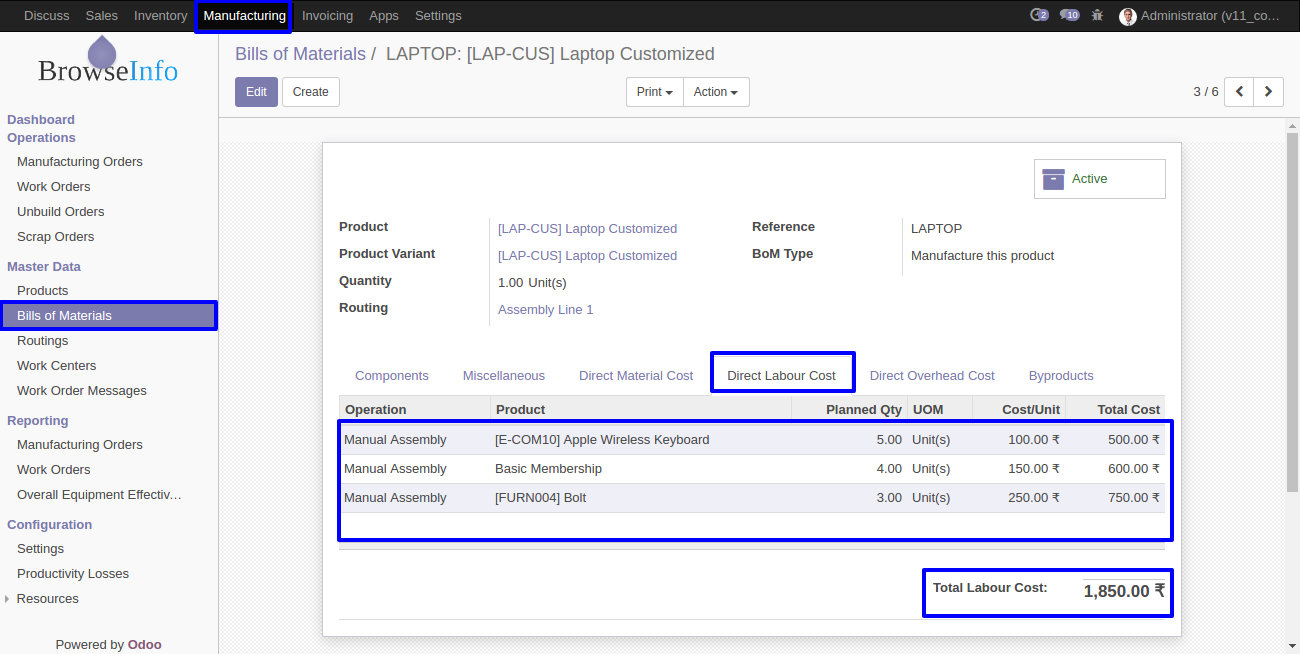 Discuss Sales Inventory Manufacturing Invoicing Apps Settings 2 10 Administrator (v11_co...
BrowseInfo
Bills of Materials / LAPTOP: [LAP-CUS] Laptop Customized
Edit Create Print Action 3 / 6
Dashboard
Operations
Manufacturing Orders
Work Orders
Unbuild Orders
Scrap Orders
Master Data
Products
Bills of Materials
Routings
Work Centers
Work Order Messages
Reporting
Manufacturing Orders
Work Orders
Overall Equipment Effectiv...
Configuration
Settings
Productivity Losses
Resources
Powered by Odoo
Active
Product [LAP-CUS] Laptop Customized
Product Variant [LAP-CUS] Laptop Customized
Quantity 1.00 Unit(s)
Routing Assembly Line 1
Reference LAPTOP
BoM Type Manufacture this product
Components Miscellaneous Direct Material Cost Direct Labour Cost Direct Overhead Cost Byproducts
Operation Product Planned Qty UOM Cost/Unit Total Cost
Manual Assembly [E-COM10] Apple Wireless Keyboard 5.00 Unit(s) 100.00 ₹ 500.00 ₹
Manual Assembly Basic Membership 4.00 Unit(s) 150.00 ₹ 600.00 ₹
Manual Assembly [FURN004] Bolt 3.00 Unit(s) 250.00 ₹ 750.00 ₹
Total Labour Cost: 1,850.00 ₹